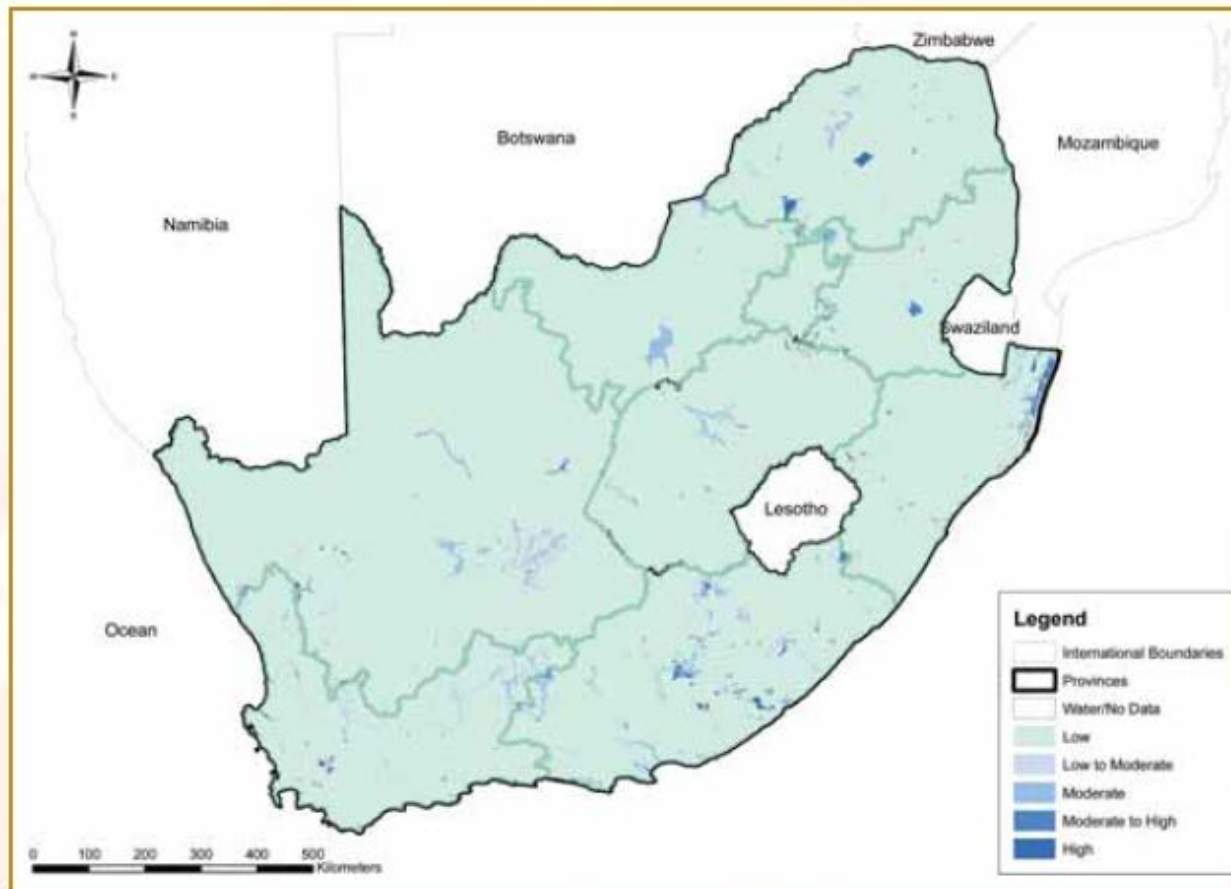 Zimbabwe
N
W
E
S
Botswana
Mozambique
Namibia
Swaziland
Lesotho
Ocean
Legend
International Boundaries
Provinces
Water/No Data
Low
Low to Moderate
Moderate
Moderate to High
High
0 100 200 300 400 500
Kilometers